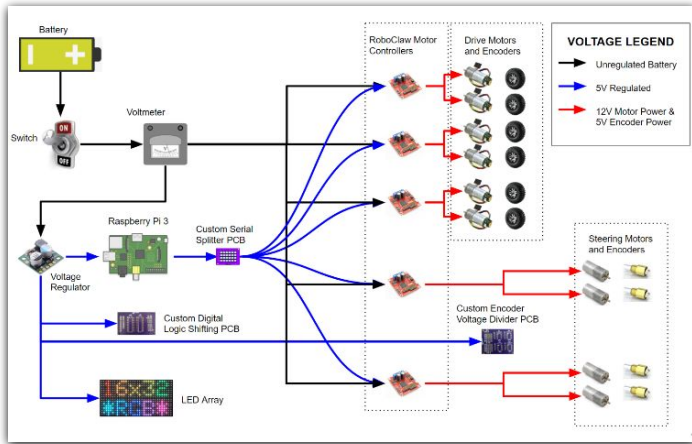 Battery
Switch
ON
OFF
Voltmeter
RoboClaw Motor
Controllers
Drive Motors
and Encoders
VOLTAGE LEGEND
Unregulated Battery
5V Regulated
12V Motor Power &
5V Encoder Power
Raspberry Pi 3
Custom Serial
Splitter PCB
Voltage
Regulator
Steering Motors
and Encoders
Custom Digital
Logic Shifting PCB
Custom Encoder
Voltage Divider PCB
16x32
*RGB*
LED Array